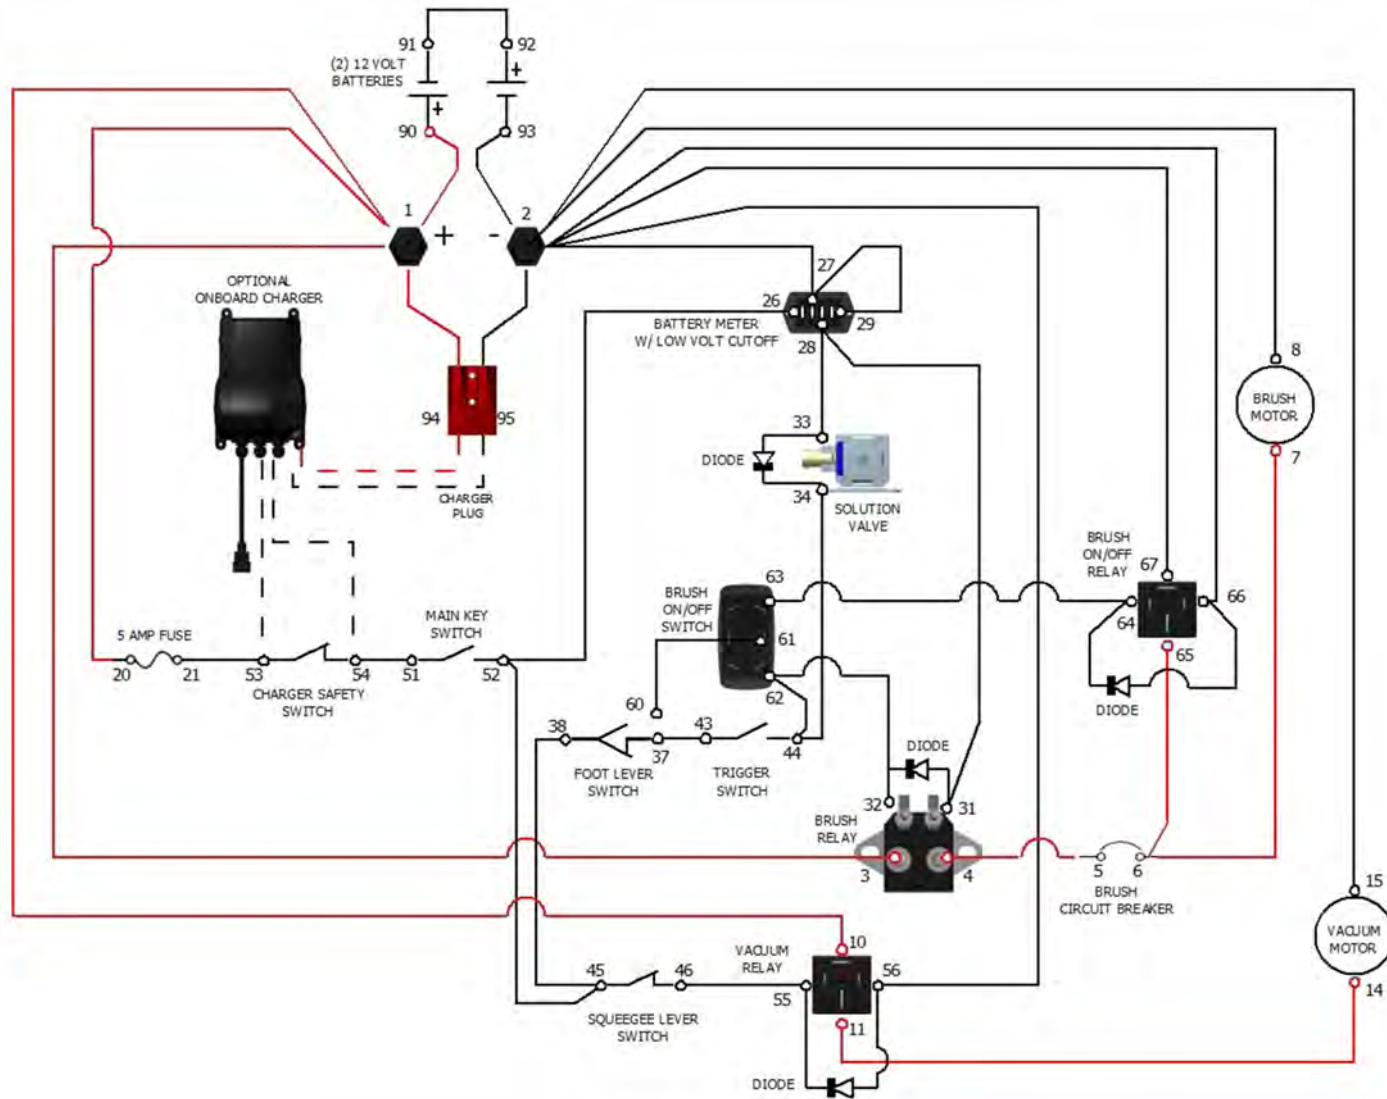 91
92
(2) 12 VOLT
BATTERIES
+
+
90
93
1
2
+
-
OPTIONAL
ONBOARD CHARGER
27
26
29
BATTERY METER
W/ LOW VOLT CUTOFF
28
8
BRUSH
MOTOR
7
94
95
33
DIODE
34
SOLUTION
VALVE
CHARGER
PLUG
BRUSH
ON/OFF
RELAY
67
66
64
65
DIODE
BRUSH
ON/OFF
SWITCH
63
61
62
MAIN KEY
SWITCH
5 AMP FUSE
20
21
53
54
51
52
CHARGER SAFETY
SWITCH
60
38
37
43
44
FOOT LEVER
SWITCH
TRIGGER
SWITCH
DIODE
32
31
BRUSH
RELAY
3
4
5
6
BRUSH
CIRCUIT BREAKER
15
VACUUM
MOTOR
14
10
VACUUM
RELAY
45
46
55
56
SQUEEGEE LEVER
SWITCH
11
DIODE